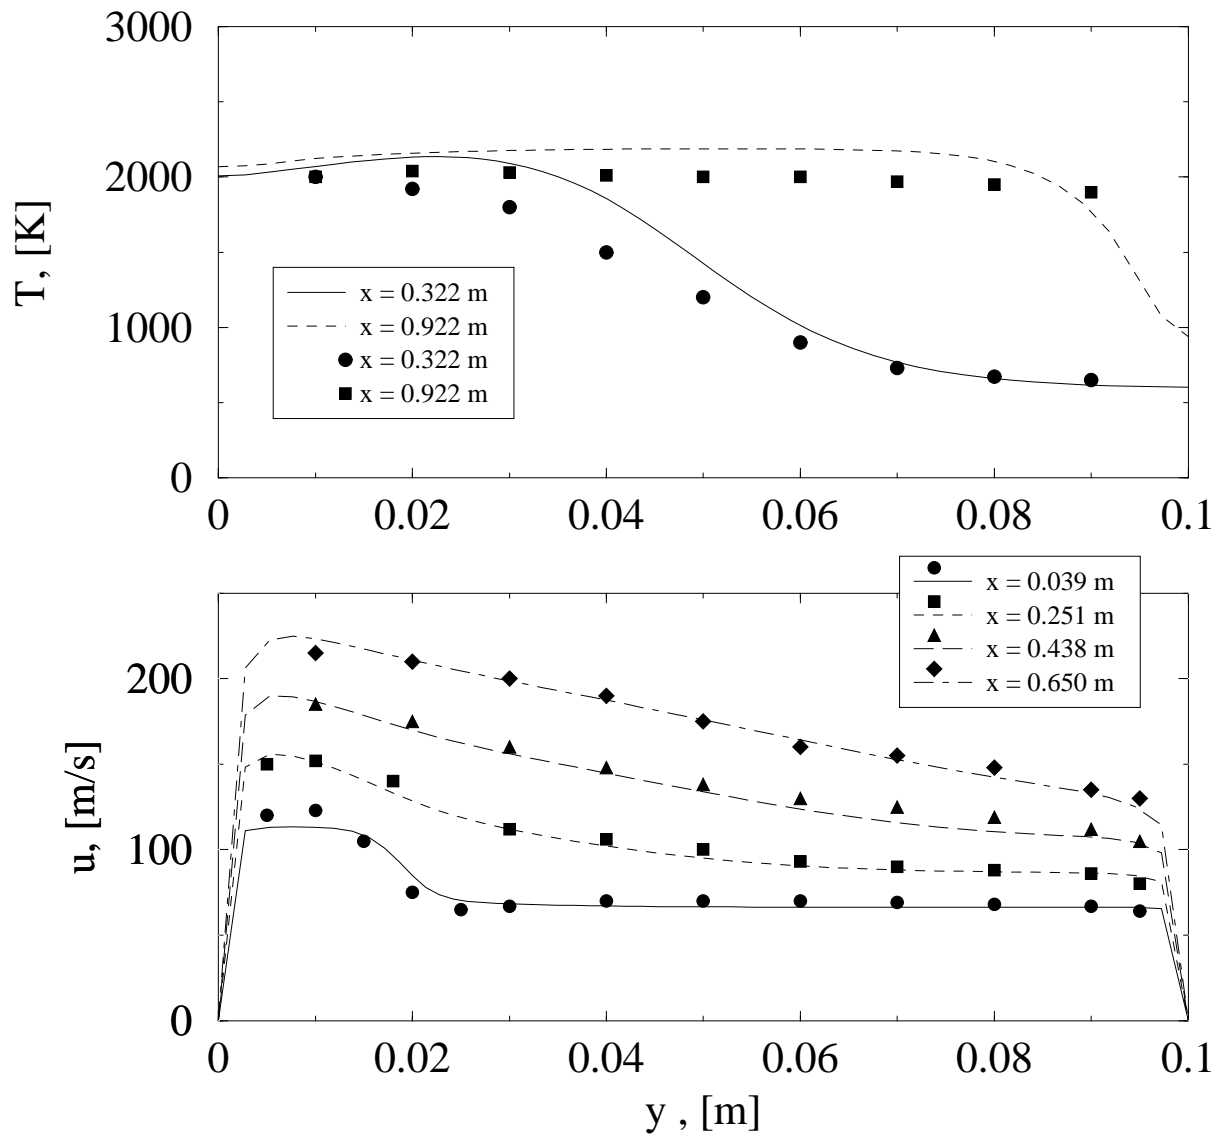 3000
2000
1000
0
T, [K]
x = 0.322 m
x = 0.922 m
x = 0.322 m
x = 0.922 m
0 0.02 0.04 0.06 0.08 0.1
x = 0.039 m
x = 0.251 m
x = 0.438 m
x = 0.650 m
200
100
0
u, [m/s]
0 0.02 0.04 0.06 0.08 0.1
y , [m]